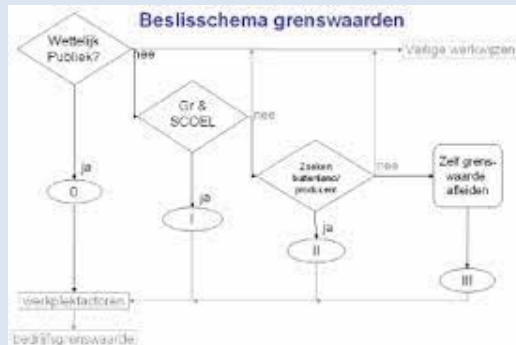 Beslisschema grenswaarden
Wettelijk
Publiek?
nee
Veilige werkwijzen
Gr &
SCOEL
nee
Zoeken
buitenland/
producent
nee
Zelf grens-
waarde
afleiden
ja
0
ja
I
ja
II
III
werkplekfactoren
bedrijfsgrenswaarde